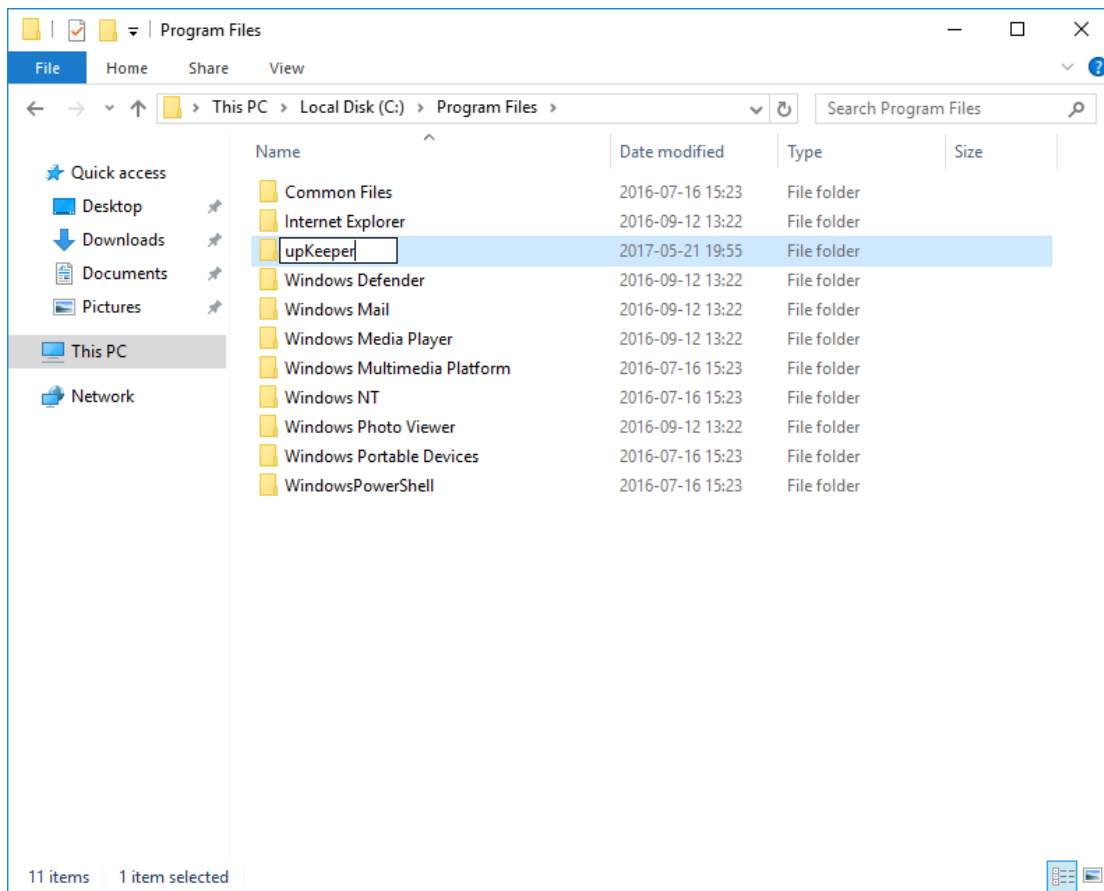 Program Files
File Home Share View ?
This PC Local Disk (C:) Program Files Search Program Files
Name Date modified Type Size
Quick access
Desktop
Downloads
Documents
Pictures
This PC
Network
Common Files 2016-07-16 15:23 File folder
Internet Explorer 2016-09-12 13:22 File folder
upKeeper 2017-05-21 19:55 File folder
Windows Defender 2016-09-12 13:22 File folder
Windows Mail 2016-09-12 13:22 File folder
Windows Media Player 2016-09-12 13:22 File folder
Windows Multimedia Platform 2016-07-16 15:23 File folder
Windows NT 2016-07-16 15:23 File folder
Windows Photo Viewer 2016-09-12 13:22 File folder
Windows Portable Devices 2016-07-16 15:23 File folder
WindowsPowerShell 2016-07-16 15:23 File folder
11 items 1 item selected